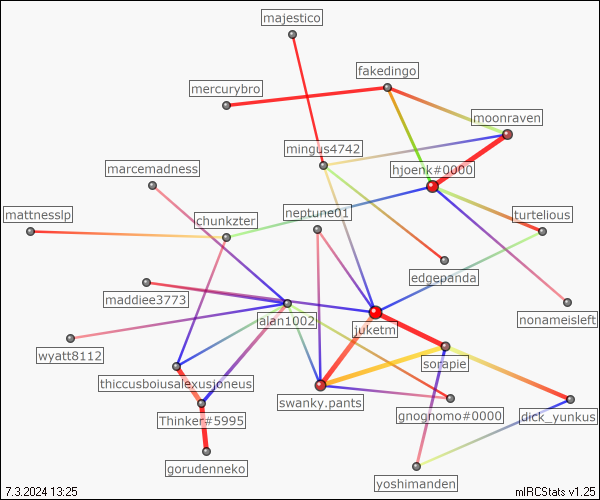 majestico
fakedingo
mercurybro
moonraven
mingus4742
marcemadness
hjoenk#0000
mattnesslp
chunkzter
neptune01
turtelious
edgepanda
maddiee3773
nonameisleft
alan1002
juketm
wyatt8112
sorapie
thiccusboiusalexusjoneus
swanky.pants
gnognomo#0000
dick_yunkus
Thinker#5995
gorudenneko
yoshimanden
7.3.2024 13:25
mIRCStats v1.25